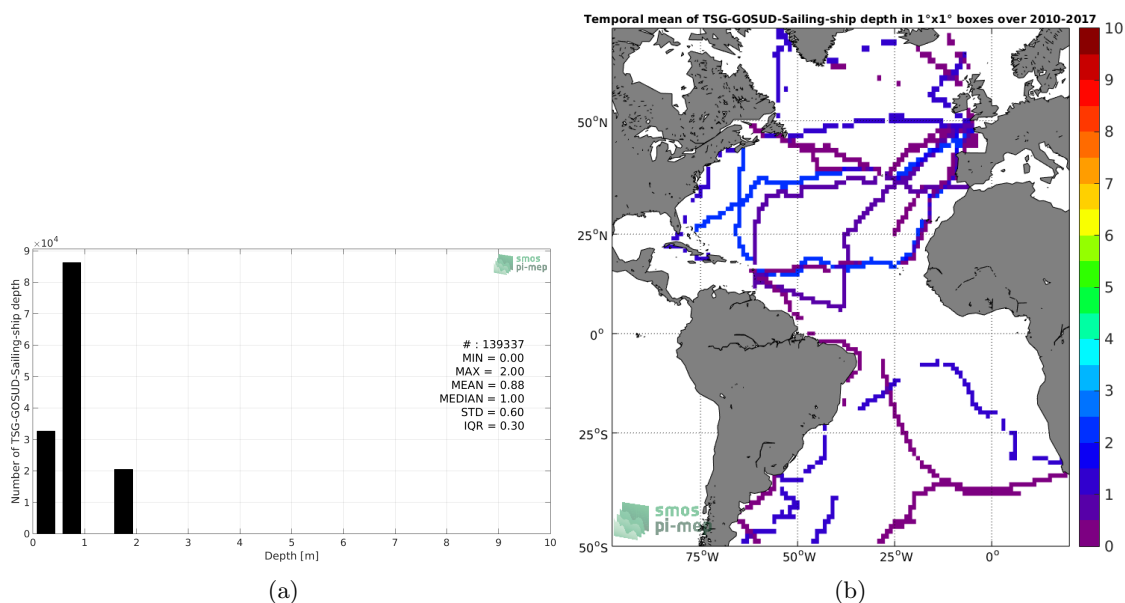 ×10⁴
9
8
7
6
5
4
3
2
1
0
Number of TSG-GOSUD-Sailing-ship depth
smos
pi-mep
# : 139337
MIN = 0.00
MAX = 2.00
MEAN = 0.88
MEDIAN = 1.00
STD = 0.60
IQR = 0.30
0 1 2 3 4 5 6 7 8 9 10
Depth [m]
(a)
Temporal mean of TSG-GOSUD-Sailing-ship depth in 1°x1° boxes over 2010-2017
50°N
25°N
0°
25°S
50°S
75°W 50°W 25°W 0°
smos
pi-mep
10
9
8
7
6
5
4
3
2
1
0
(b)